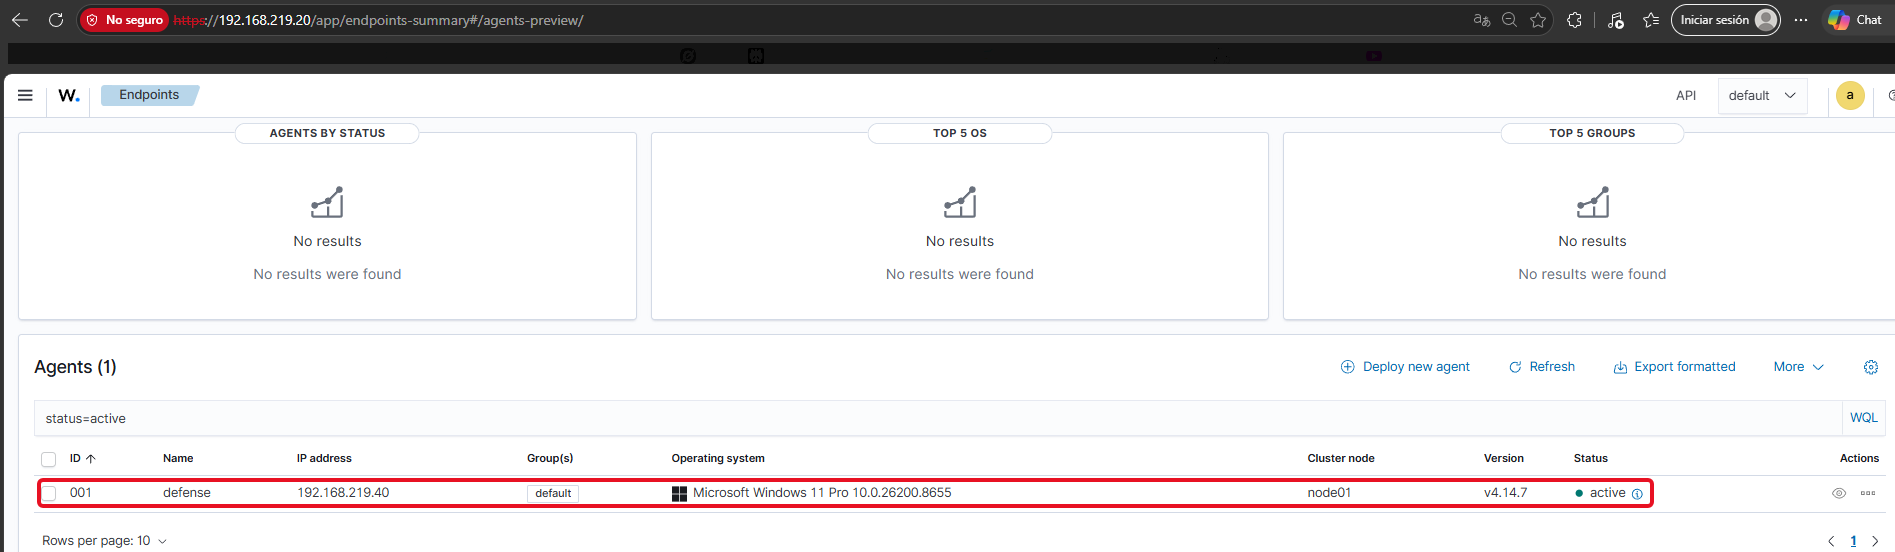 No seguro https://192.168.219.20/app/endpoints-summary#/agents-preview/ Iniciar sesión Chat
W. Endpoints API default a
AGENTS BY STATUS TOP 5 OS TOP 5 GROUPS
No results No results No results
No results were found No results were found No results were found
Agents (1) Deploy new agent Refresh Export formatted More
status=active WQL
ID Name IP address Group(s) Operating system Cluster node Version Status Actions
001 defense 192.168.219.40 default Microsoft Windows 11 Pro 10.0.26200.8655 node01 v4.14.7 active
Rows per page: 10 1